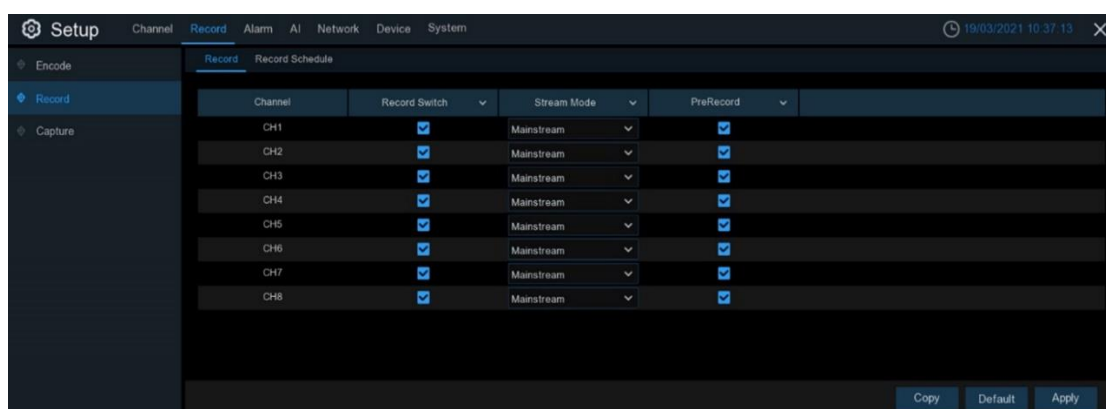 Setup Channel Record Alarm AI Network Device System 19/03/2021 10:37:13
Encode
Record
Capture
Record Record Schedule
Channel Record Switch Stream Mode PreRecord
CH1 Mainstream
CH2 Mainstream
CH3 Mainstream
CH4 Mainstream
CH5 Mainstream
CH6 Mainstream
CH7 Mainstream
CH8 Mainstream
Copy Default Apply